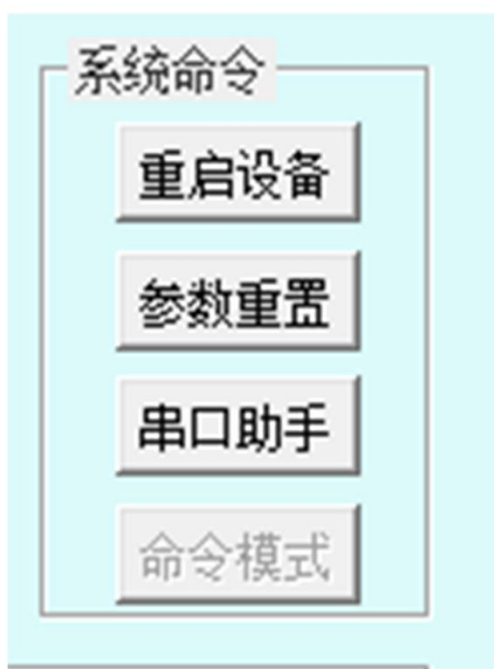 系统命令
重启设备
参数重置
串口助手
命令模式